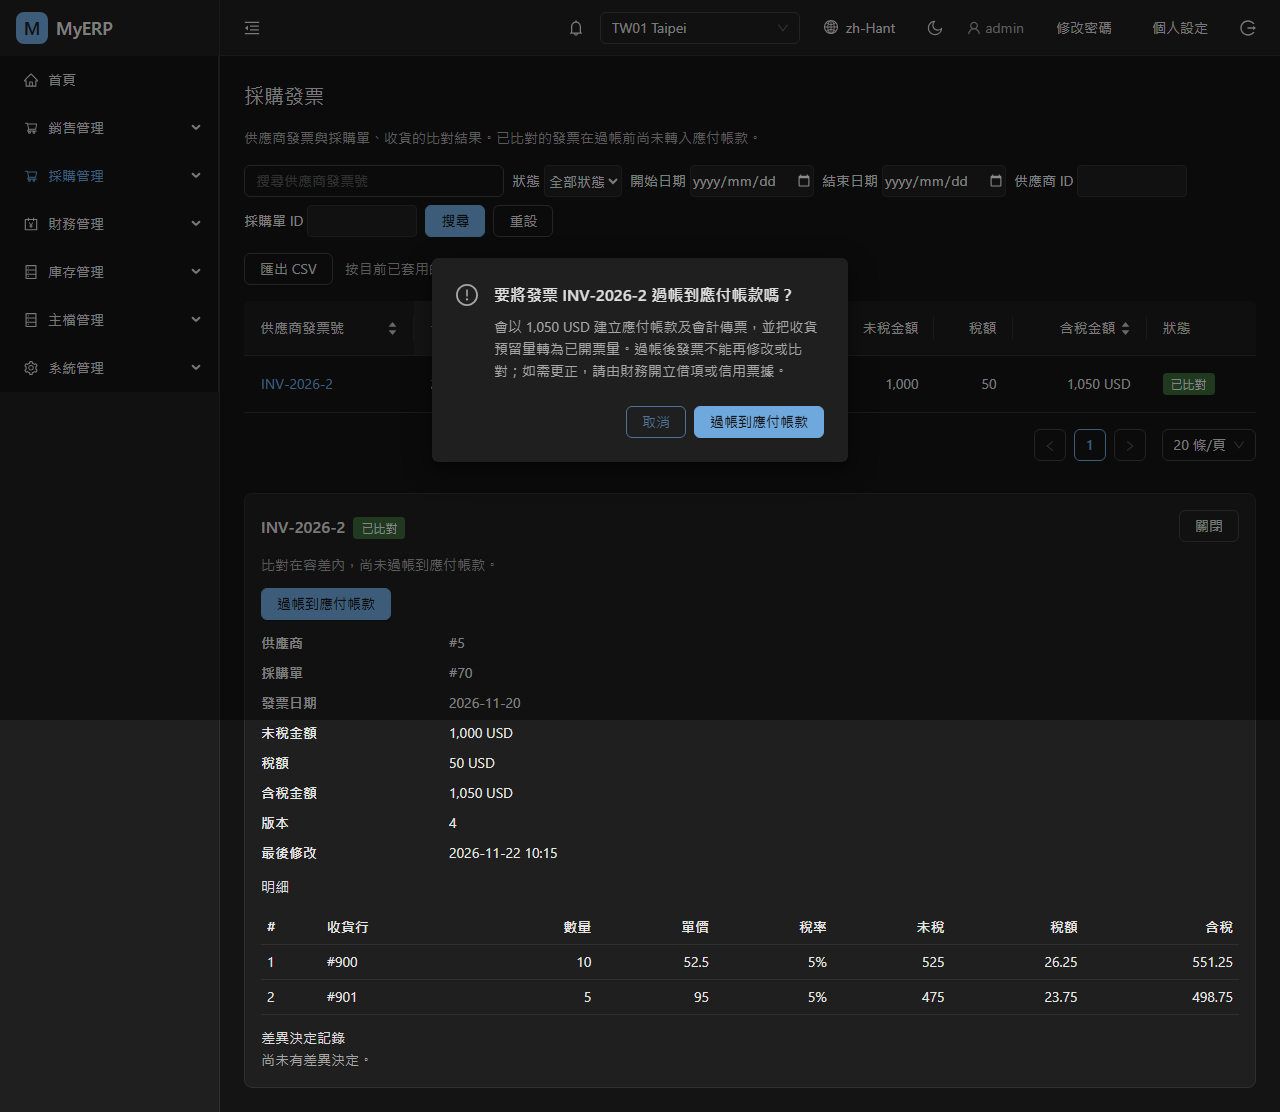 M MyERP
TW01 Taipei
zh-Hant
admin
修改密碼
個人設定
首頁
銷售管理
採購管理
財務管理
庫存管理
主檔管理
系統管理
採購發票
供應商發票與採購單、收貨的比對結果。已比對的發票在過帳前尚未轉入應付帳款。
搜尋供應商發票號 狀態 全部狀態 開始日期 yyyy/mm/dd 結束日期 yyyy/mm/dd 供應商 ID
採購單 ID 搜尋 重設
匯出 CSV 按目前已套用
供應商發票號 未稅金額 稅額 含稅金額 狀態
INV-2026-2 1,000 50 1,050 USD 已比對
< 1 > 20 條/頁
要將發票 INV-2026-2 過帳到應付帳款嗎？
會以 1,050 USD 建立應付帳款及會計傳票，並把收貨
預留量轉為已開票量。過帳後發票不能再修改或比
對；如需更正，請由財務開立借項或信用票據。
取消 過帳到應付帳款
INV-2026-2 已比對 關閉
比對在容差內，尚未過帳到應付帳款。
過帳到應付帳款
供應商 #5
採購單 #70
發票日期 2026-11-20
未稅金額 1,000 USD
稅額 50 USD
含稅金額 1,050 USD
版本 4
最後修改 2026-11-22 10:15
明細
# 收貨行 數量 單價 稅率 未稅 稅額 含稅
1 #900 10 52.5 5% 525 26.25 551.25
2 #901 5 95 5% 475 23.75 498.75
差異決定記錄
尚未有差異決定。